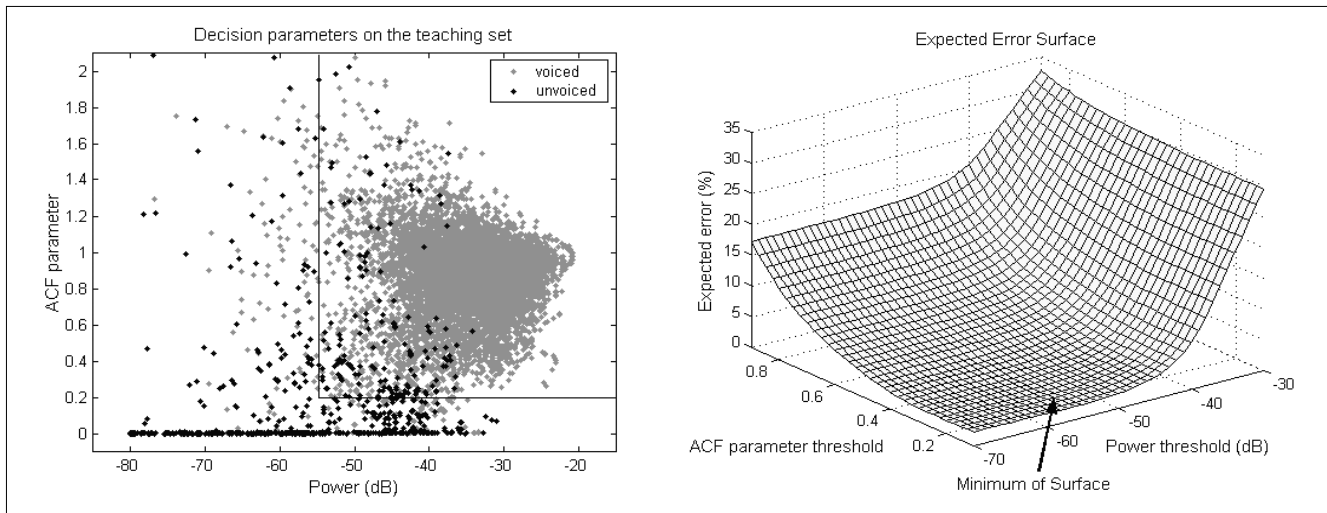 Decision parameters on the teaching set
voiced
unvoiced
2
1.8
1.6
1.4
1.2
1
0.8
0.6
0.4
0.2
0
ACF parameter
-80 -70 -60 -50 -40 -30 -20
Power (dB)
Expected Error Surface
35
30
25
20
15
10
5
0
Expected error (%)
0.8
0.6
0.4
0.2
ACF parameter threshold
-70
-60
-50
-40
-30
Power threshold (dB)
Minimum of Surface